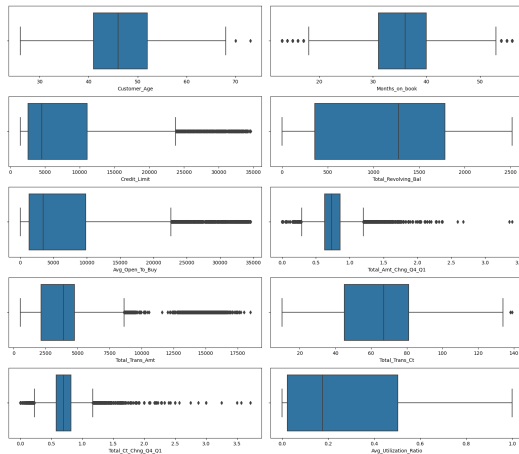 30 40 50 60 70
Customer_Age
20 30 40 50
Months_on_book
0 5000 10000 15000 20000 25000 30000 35000
Credit_Limit
0 500 1000 1500 2000 2500
Total_Revolving_Bal
0 5000 10000 15000 20000 25000 30000 35000
Avg_Open_To_Buy
0.0 0.5 1.0 1.5 2.0 2.5 3.0
Total_Amt_Chng_Q4_Q1
0 2500 5000 7500 10000 12500 15000 17500
Total_Trans_Amt
20 40 60 80 100 120 140
Total_Trans_Ct
0.0 0.5 1.0 1.5 2.0 2.5 3.0 3.5
Total_Ct_Chng_Q4_Q1
0.0 0.2 0.4 0.6 0.8 1.0
Avg_Utilization_Ratio